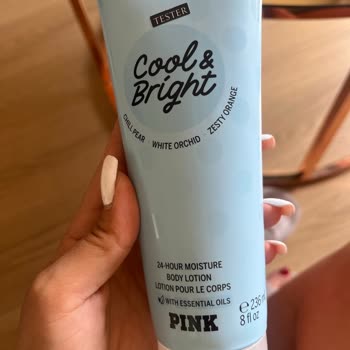 TESTER
Cool &
Bright
CHILL PEAR WHITE ORCHID ZESTY ORANGE
24-HOUR MOISTURE
BODY LOTION
LOTION POUR LE CORPS
WITH ESSENTIAL OILS
e 236 m
8 fl oz
PINK